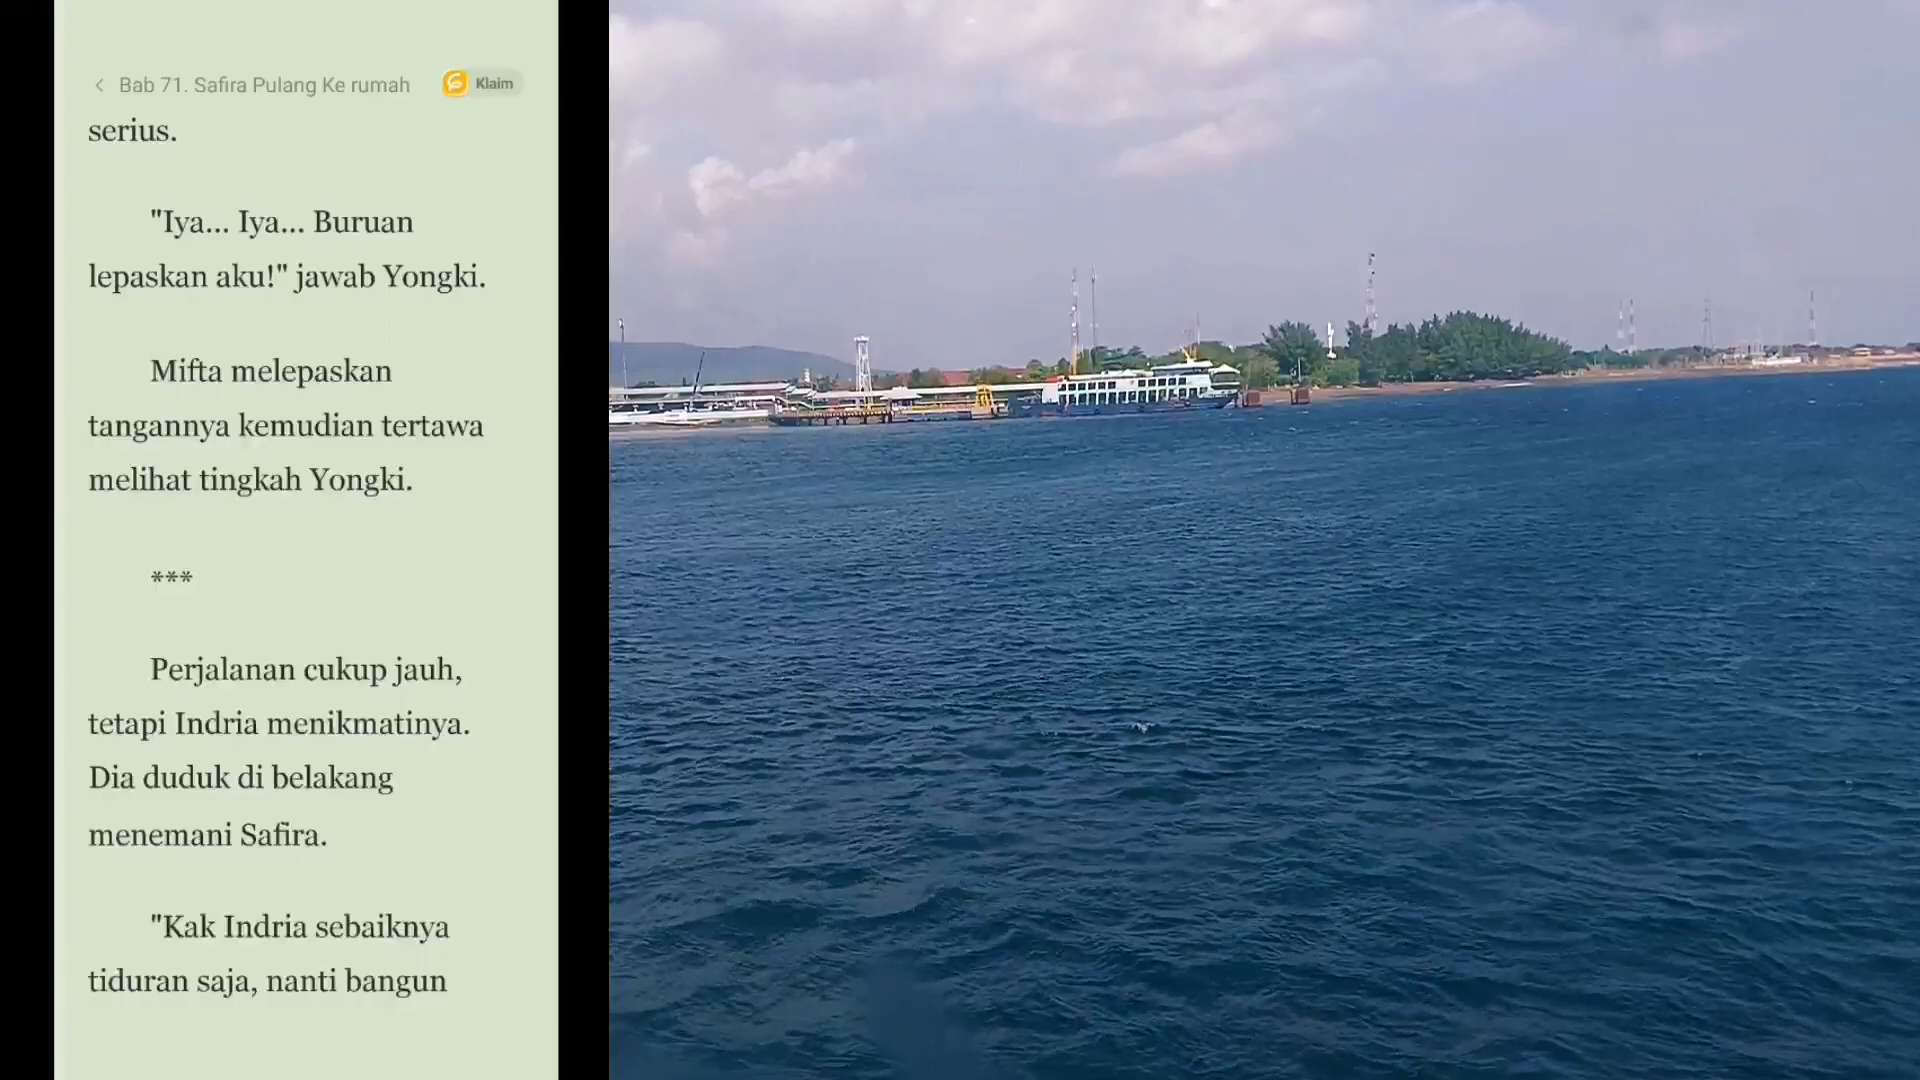 Bab 71. Safira Pulang Ke rumah
Klaim
serius.
"Iya... Iya... Buruan
lepaskan aku!" jawab Yongki.
Mifta melepaskan
tangannya kemudian tertawa
melihat tingkah Yongki.
***
Perjalanan cukup jauh,
tetapi Indria menikmatinya.
Dia duduk di belakang
menemani Safira.
"Kak Indria sebaiknya
tiduran saja, nanti bangun